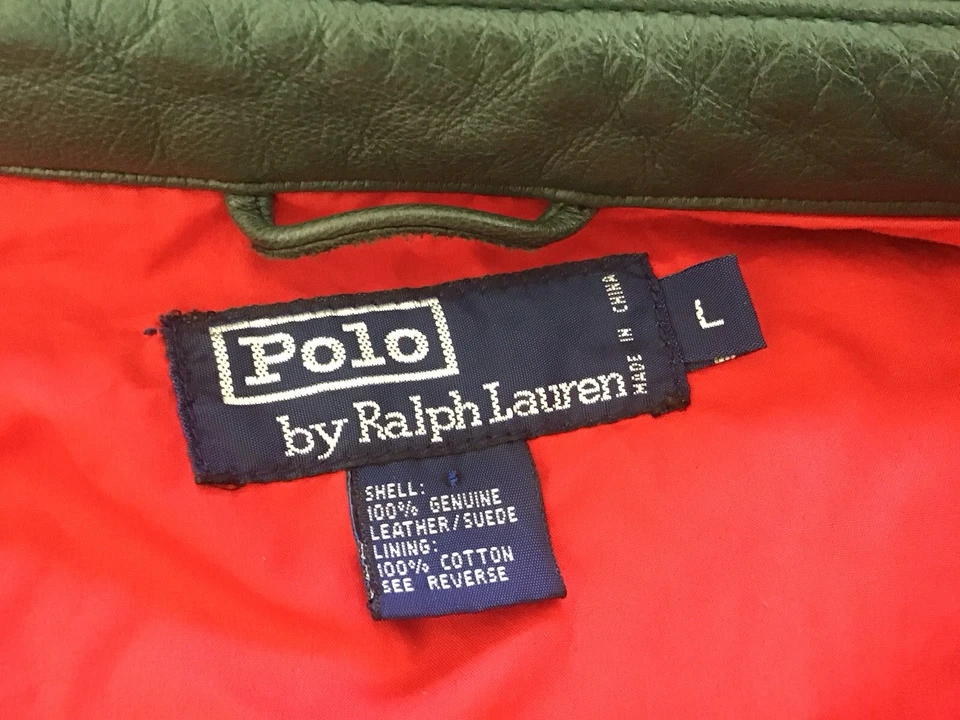 Polo
by Ralph Lauren
MADE IN CHINA
L
SHELL:
100% GENUINE
LEATHER/SUEDE
LINING:
100% COTTON
SEE REVERSE